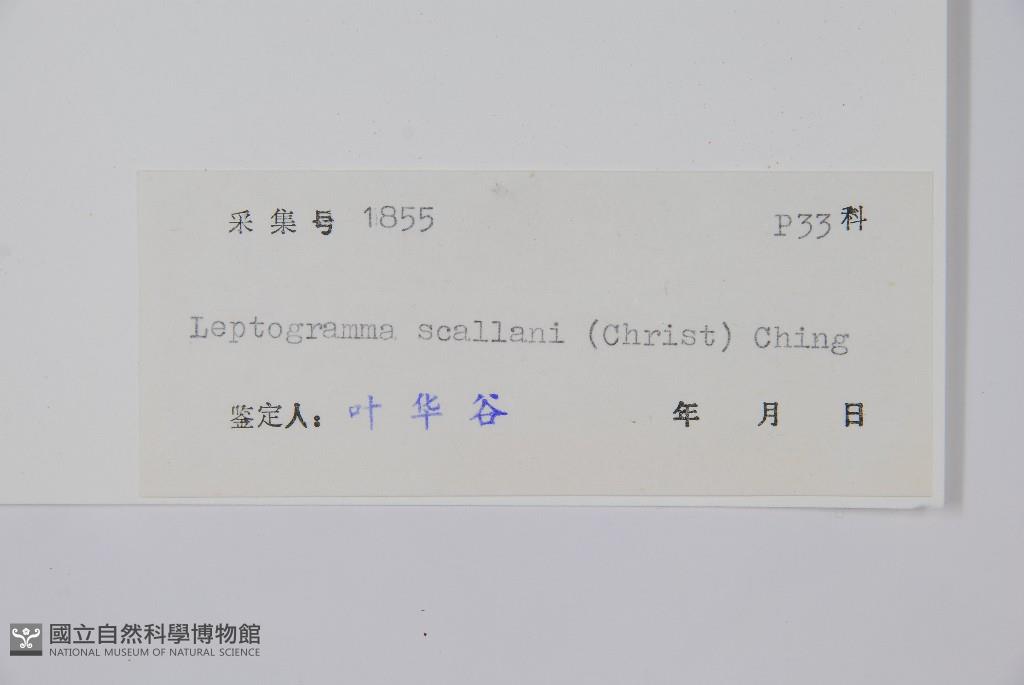 采集号 1855 P33科
Leptogramma scallani (Christ) Ching
鉴定人: 叶华谷 年 月 日
國立自然科學博物館
NATIONAL MUSEUM OF NATURAL SCIENCE